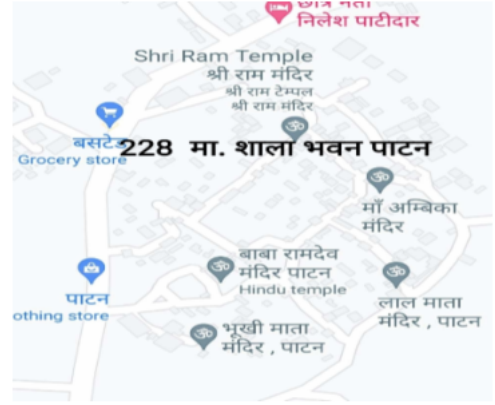 छात्र नेता
निलेश पाटीदार
Shri Ram Temple
श्री राम मंदिर
श्री राम टेम्पल
श्री राम मंदिर
228 मा. शाला भवन पाटन
Grocery store
माँ अम्बिका
मंदिर
बाबा रामदेव
मंदिर पाटन
Hindu temple
पाटन
othing store
लाल माता
मंदिर , पाटन
भूखी माता
मंदिर , पाटन